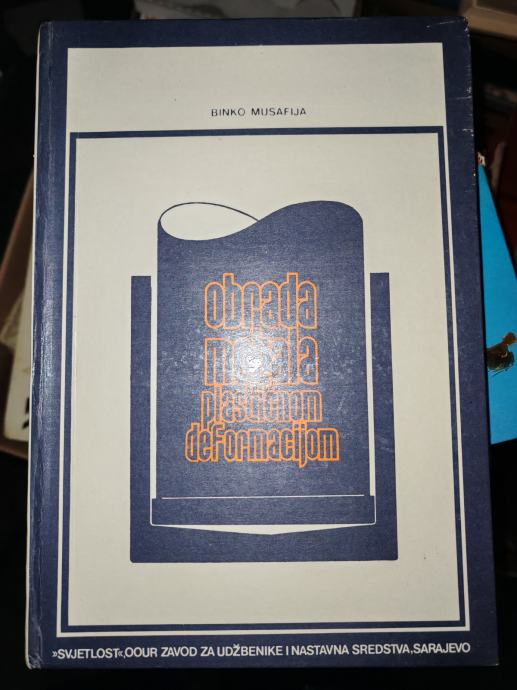 BINKO MUSAFIJA
obrada
metala
plastičnom
deformacijom
»SVJETLOST«,OOUR ZAVOD ZA UDŽBENIKE I NASTAVNA SREDSTVA,SARAJEVO